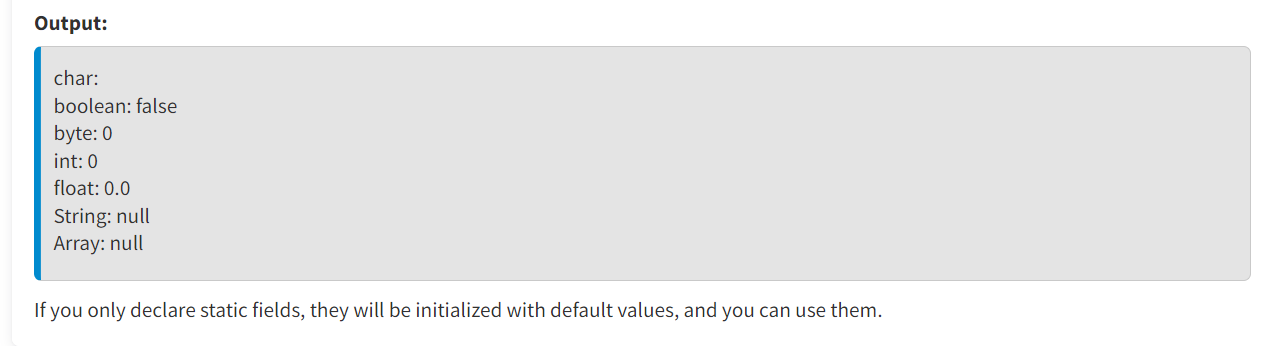 Output:
char:
boolean: false
byte: 0
int: 0
float: 0.0
String: null
Array: null
If you only declare static fields, they will be initialized with default values, and you can use them.